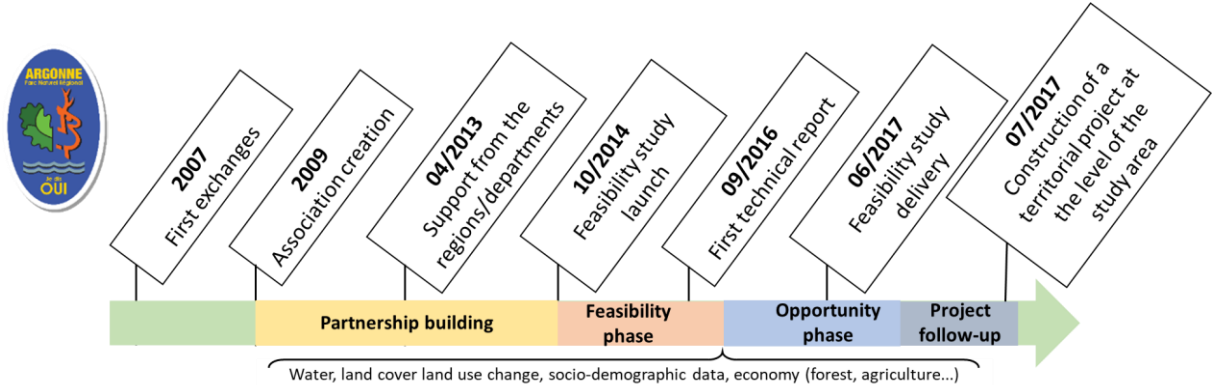 ARGONNE
Parc Naturel Régional
Je dis
OUI
2007
First exchanges
2009
Association creation
04/2013
Support from the
regions/departments
10/2014
Feasibility study
launch
09/2016
First technical report
06/2017
Feasibility study
delivery
07/2017
Construction of a
territorial project at
the level of the
study area
Partnership building
Feasibility
phase
Opportunity
phase
Project
follow-up
Water, land cover land use change, socio-demographic data, economy (forest, agriculture...)